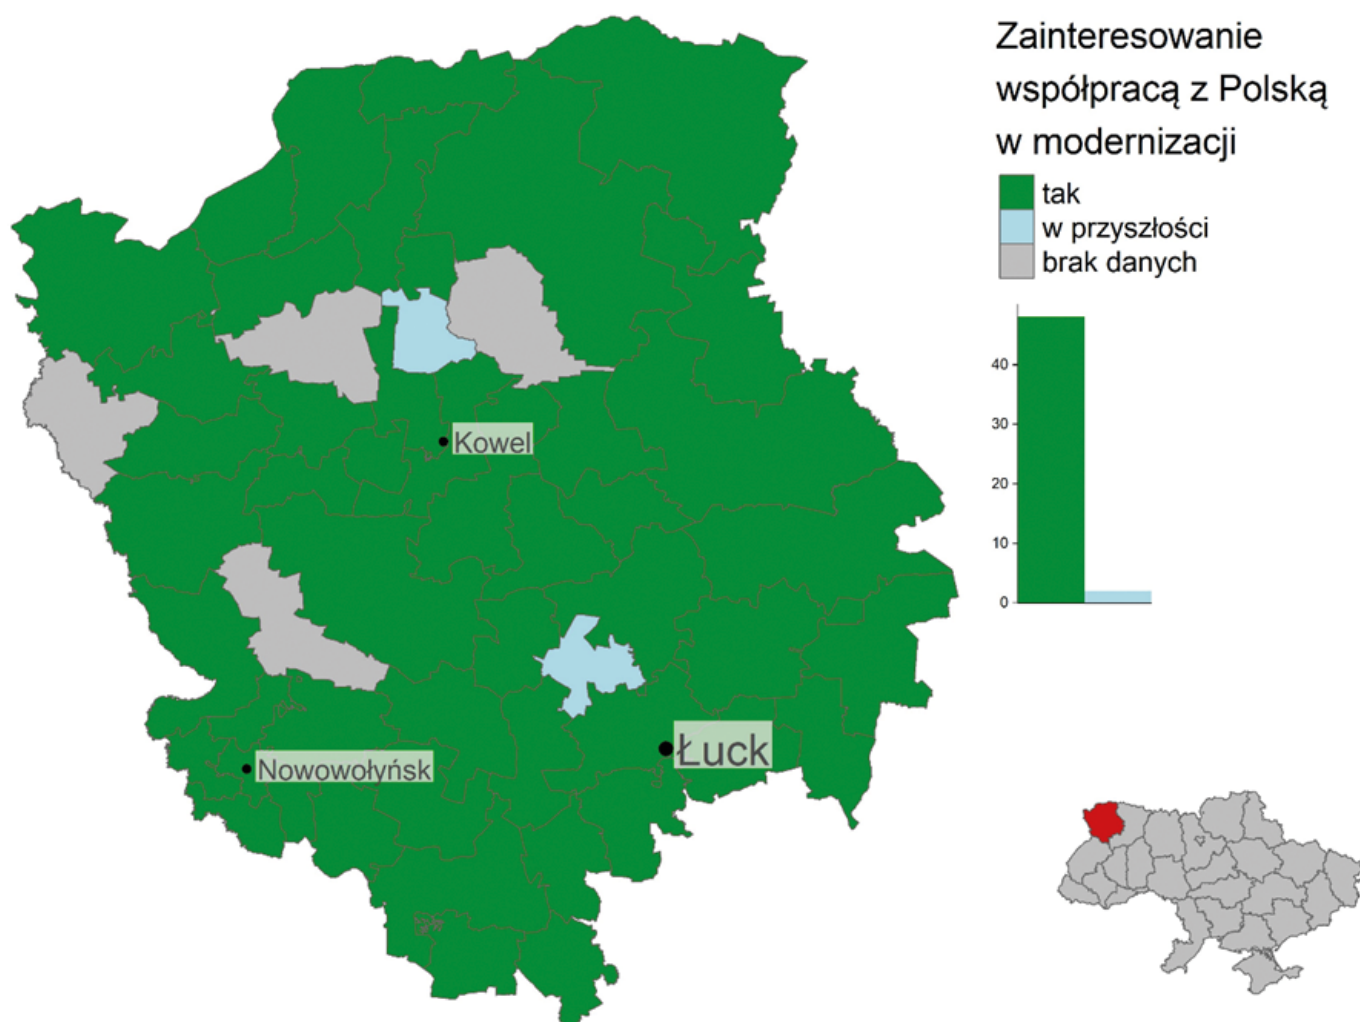 Zainteresowanie
współpracą z Polską
w modernizacji
tak
w przyszłości
brak danych
40
30
20
10
0
Kowel
Łuck
Nowowołyńsk